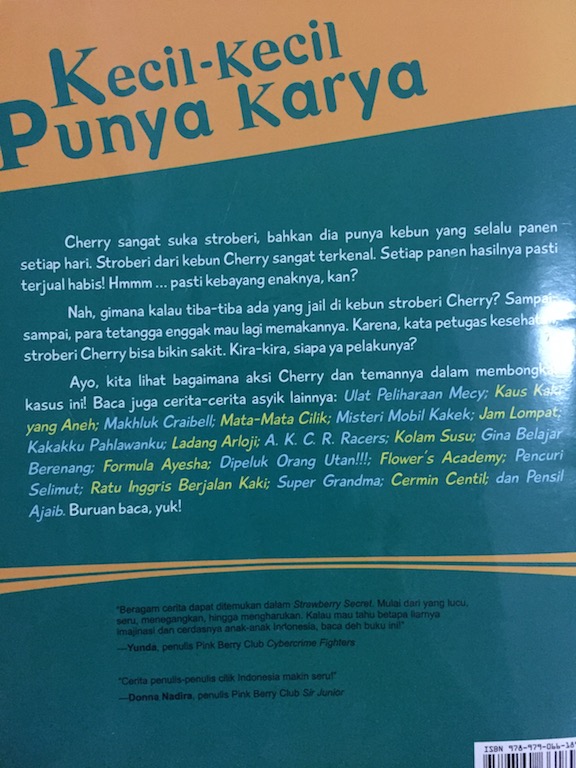 Kecil-Kecil
Punya Karya
Cherry sangat suka stroberi, bahkan dia punya kebun yang selalu panen
setiap hari. Stroberi dari kebun Cherry sangat terkenal. Setiap panen hasilnya pasti
terjual habis! Hmmm ... pasti kebayang enaknya, kan?
Nah, gimana kalau tiba-tiba ada yang jail di kebun stroberi Cherry? Sampai-
sampai, para tetangga enggak mau lagi memakannya. Karena, kata petugas
stroberi Cherry bisa bikin sakit. Kira-kira, siapa ya pelakunya?
Ayo, kita lihat bagaimana aksi Cherry dan temannya dalam
kasus ini! Baca juga cerita-cerita asyik lainnya: Ulat Peliharaan Mecy; Kaus Kaki
yang Aneh; Makhluk Craibell; Mata-Mata Cilik; Misteri Mobil Kakek; Jam Lompat,
Kakakku Pahlawanku; Ladang Arloji; A. K. C. R. Racers; Kolam Susu; Gina Belajar
Berenang; Formula Ayesha; Dipeluk Orang Utan!!!; Flower's Academy; Pencuri
Selimut; Ratu Inggris Berjalan Kaki; Super Grandma; Cermin Centil; dan Pensil
Ajaib. Buruan baca, yuk!
"Beragam cerita dapat ditemukan dalam Strawberry Secret. Mulai dari yang lucu,
seru, menegangkan, hingga mengharukan. Kalau mau tahu betapa liarnya
imajinasi dan cerdasnya anak-anak Indonesia, baca deh buku ini!"
—Yunda, penulis Pink Berry Club Cybercrime Fighters
"Cerita penulis-penulis cilik Indonesia makin seru!"
—Donna Nadira, penulis Pink Berry Club Sir Junior
ISBN 978-979-066-18